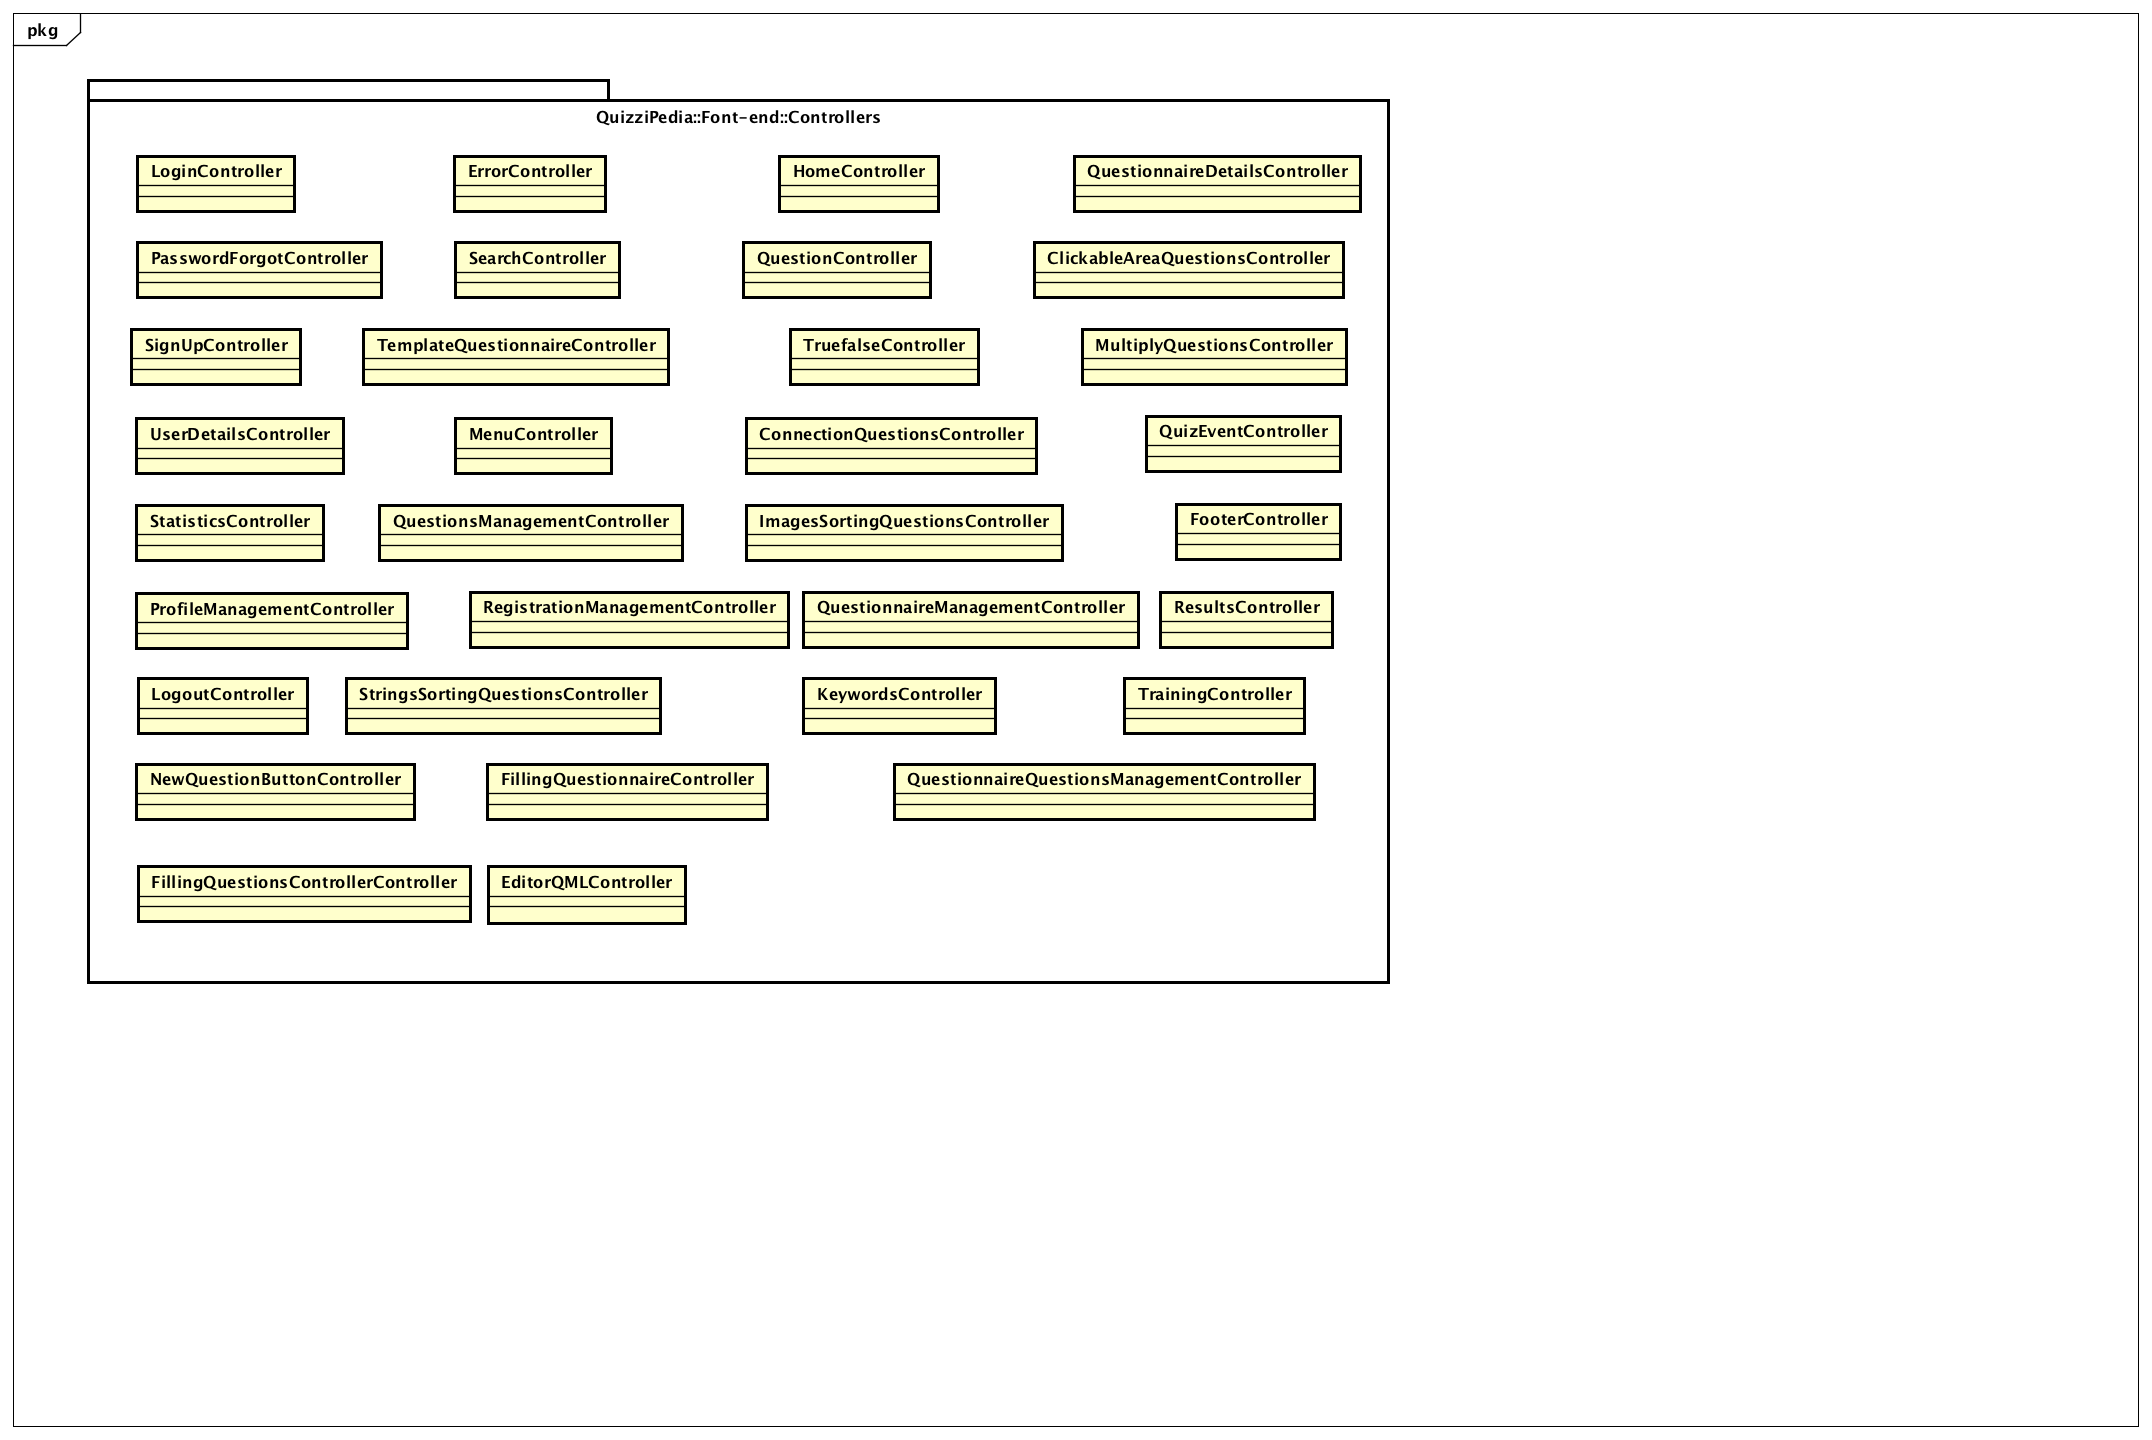 pkg
QuizziPedia::Font-end::Controllers
LoginController
ErrorController
HomeController
QuestionnaireDetailsController
PasswordForgotController
SearchController
QuestionController
ClickableAreaQuestionsController
SignUpController
TemplateQuestionnaireController
TruefalseController
MultiplyQuestionsController
UserDetailsController
MenuController
ConnectionQuestionsController
QuizEventController
StatisticsController
QuestionsManagementController
ImagesSortingQuestionsController
FooterController
ProfileManagementController
RegistrationManagementController
QuestionnaireManagementController
ResultsController
LogoutController
StringsSortingQuestionsController
KeywordsController
TrainingController
NewQuestionButtonController
FillingQuestionnaireController
QuestionnaireQuestionsManagementController
FillingQuestionsControllerController
EditorQMLController